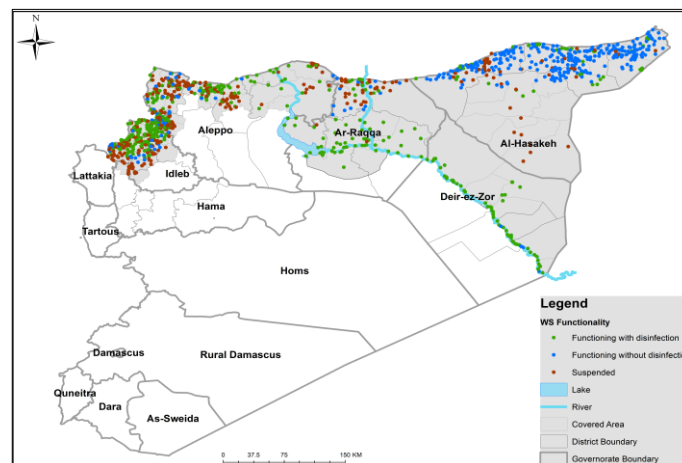 N
Aleppo
Ar-Raqqa
Al-Hasakeh
Lattakia
Idleb
Deir-ez-Zor
Hama
Tartous
Homs
Legend
WS Functionality
Functioning with disinfection
Functioning without disinfectio
Suspended
Lake
River
Covered Area
District Boundary
Governorate Boundary
Damascus
Rural Damascus
Quneitra
Dara
As-Sweida
0 37.5 75 150 KM